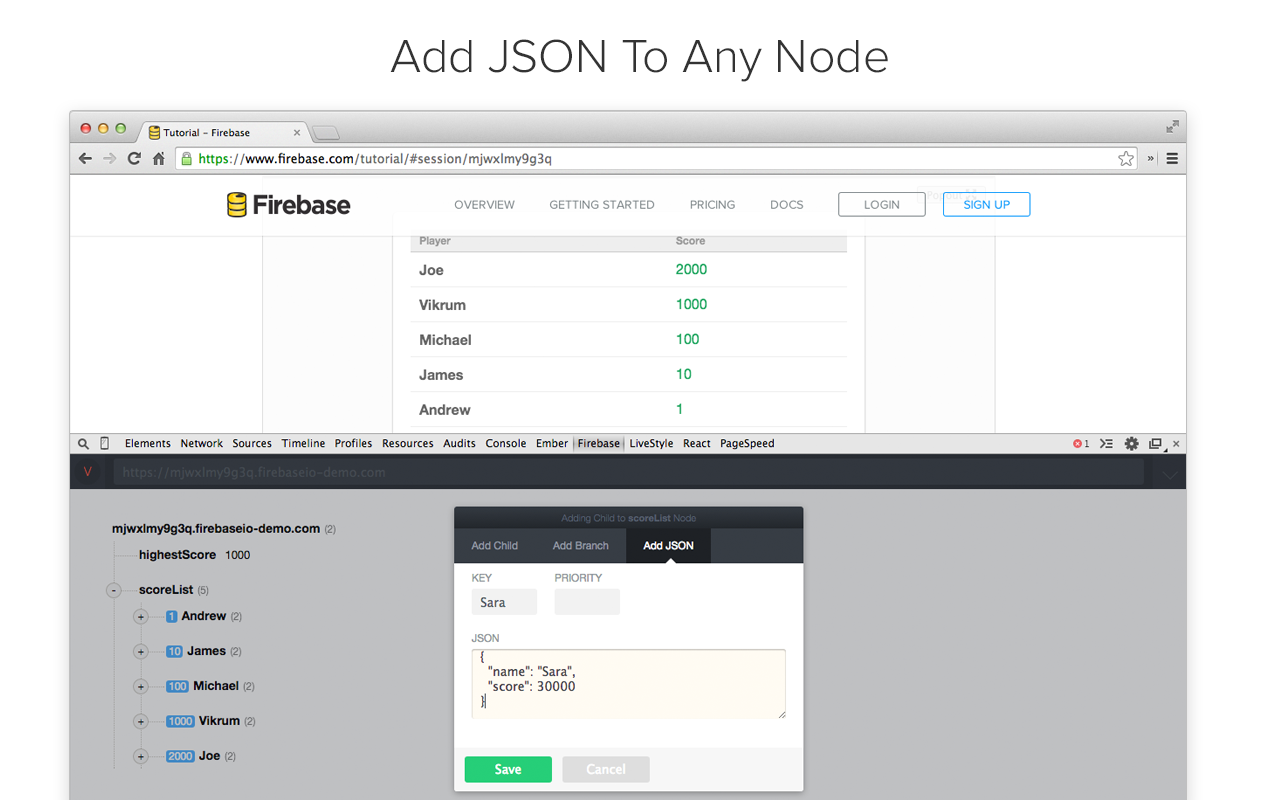 Add JSON To Any Node
Tutorial – Firebase
https://www.firebase.com/tutorial/#session/mjwxlmy9g3q
Firebase OVERVIEW GETTING STARTED PRICING DOCS LOGIN SIGN UP
Player Score
Joe 2000
Vikrum 1000
Michael 100
James 10
Andrew 1
Elements Network Sources Timeline Profiles Resources Audits Console Ember Firebase LiveStyle React PageSpeed 1
V https://mjwxlmy9g3q.firebaseio-demo.com
mjwxlmy9g3q.firebaseio-demo.com (2)
highestScore 1000
scoreList (5)
1 Andrew (2)
10 James (2)
100 Michael (2)
1000 Vikrum (2)
2000 Joe (2)
Adding Child to scoreList Node
Add Child Add Branch Add JSON
KEY PRIORITY
Sara
JSON
{
"name": "Sara",
"score": 30000
}
Save Cancel